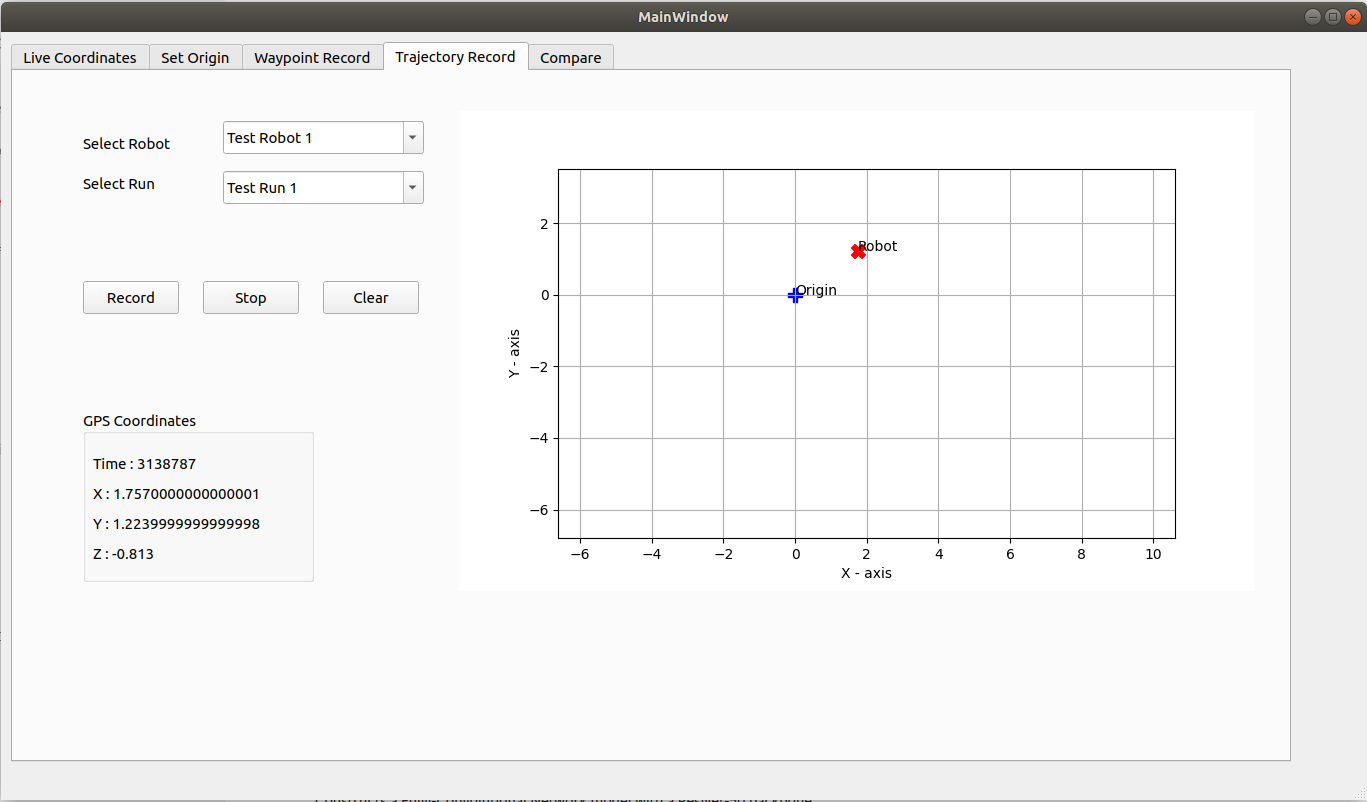 MainWindow
Live Coordinates Set Origin Waypoint Record Trajectory Record Compare
Select Robot Test Robot 1
Select Run Test Run 1
Record Stop Clear
GPS Coordinates
Time : 3138787
X : 1.7570000000000001
Y : 1.2239999999999998
Z : -0.813
2
0
−2
−4
−6
Y - axis
Robot
Origin
−6 −4 −2 0 2 4 6 8 10
X - axis